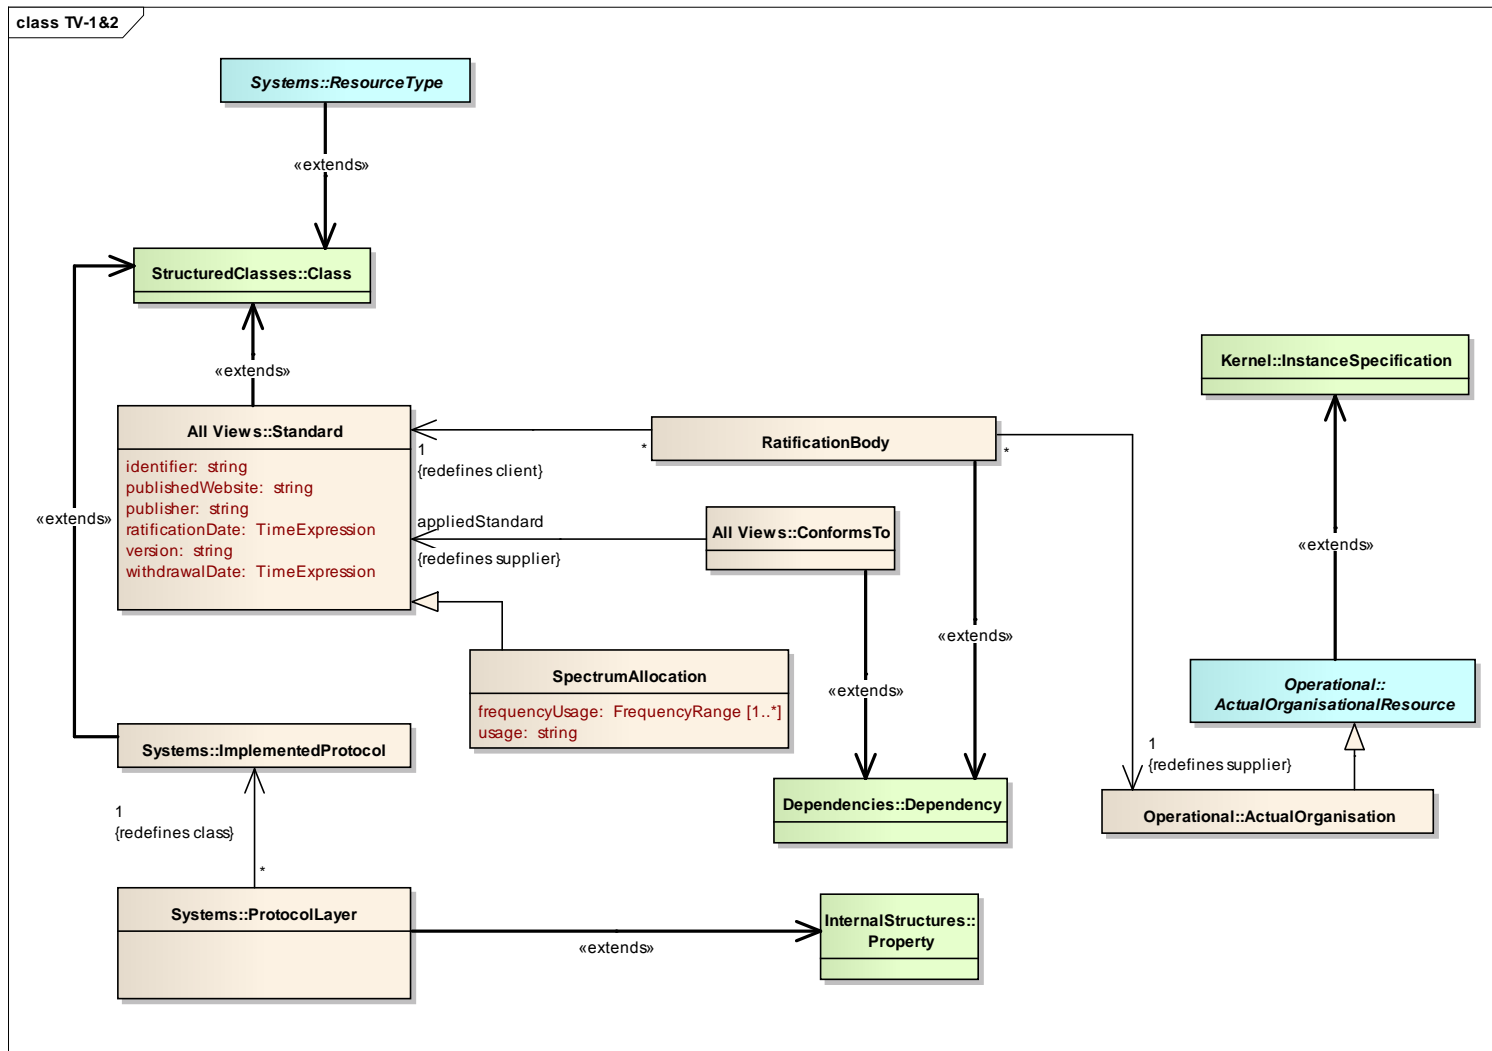 class TV-1&2
Systems::ResourceType
«extends»
StructuredClasses::Class
«extends»
Kernel::InstanceSpecification
All Views::Standard
identifier: string
publishedWebsite: string
publisher: string
ratificationDate: TimeExpression
version: string
withdrawalDate: TimeExpression
1
{redefines client}
*
RatificationBody
*
appliedStandard
{redefines supplier}
All Views::ConformsTo
«extends»
«extends»
«extends»
«extends»
SpectrumAllocation
frequencyUsage: FrequencyRange [1..*]
usage: string
Operational::
ActualOrganisationalResource
Systems::ImplementedProtocol
1
{redefines supplier}
Dependencies::Dependency
Operational::ActualOrganisation
1
{redefines class}
*
Systems::ProtocolLayer
«extends»
InternalStructures::
Property